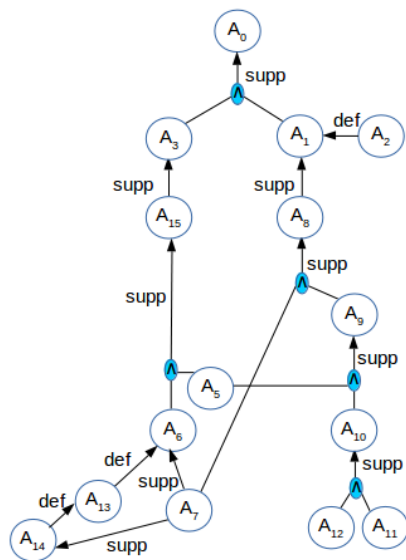 A0
supp
∧
A3 A1 def A2
supp supp
A15 A8
supp
∧
supp
A9
supp
∧ A5 ∧
A6 A10
def supp supp
def A13 A7 ∧
A14 A12 A11
supp